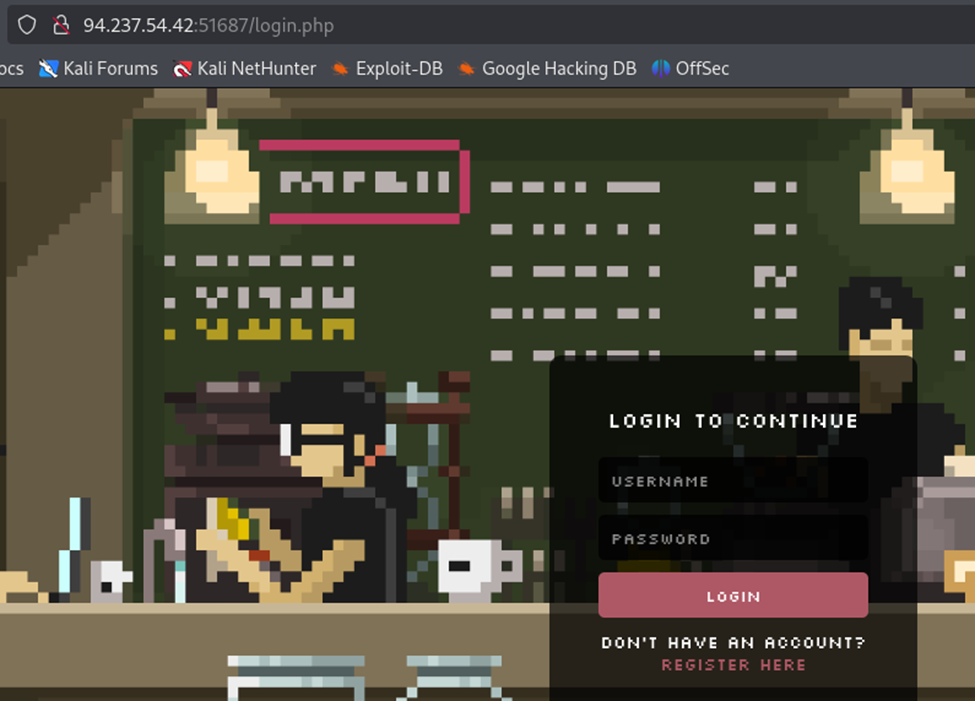 94.237.54.42:51687/login.php
ocs Kali Forums Kali NetHunter Exploit-DB Google Hacking DB OffSec
LOGIN TO CONTINUE
USERNAME
PASSWORD
LOGIN
DON'T HAVE AN ACCOUNT?
REGISTER HERE